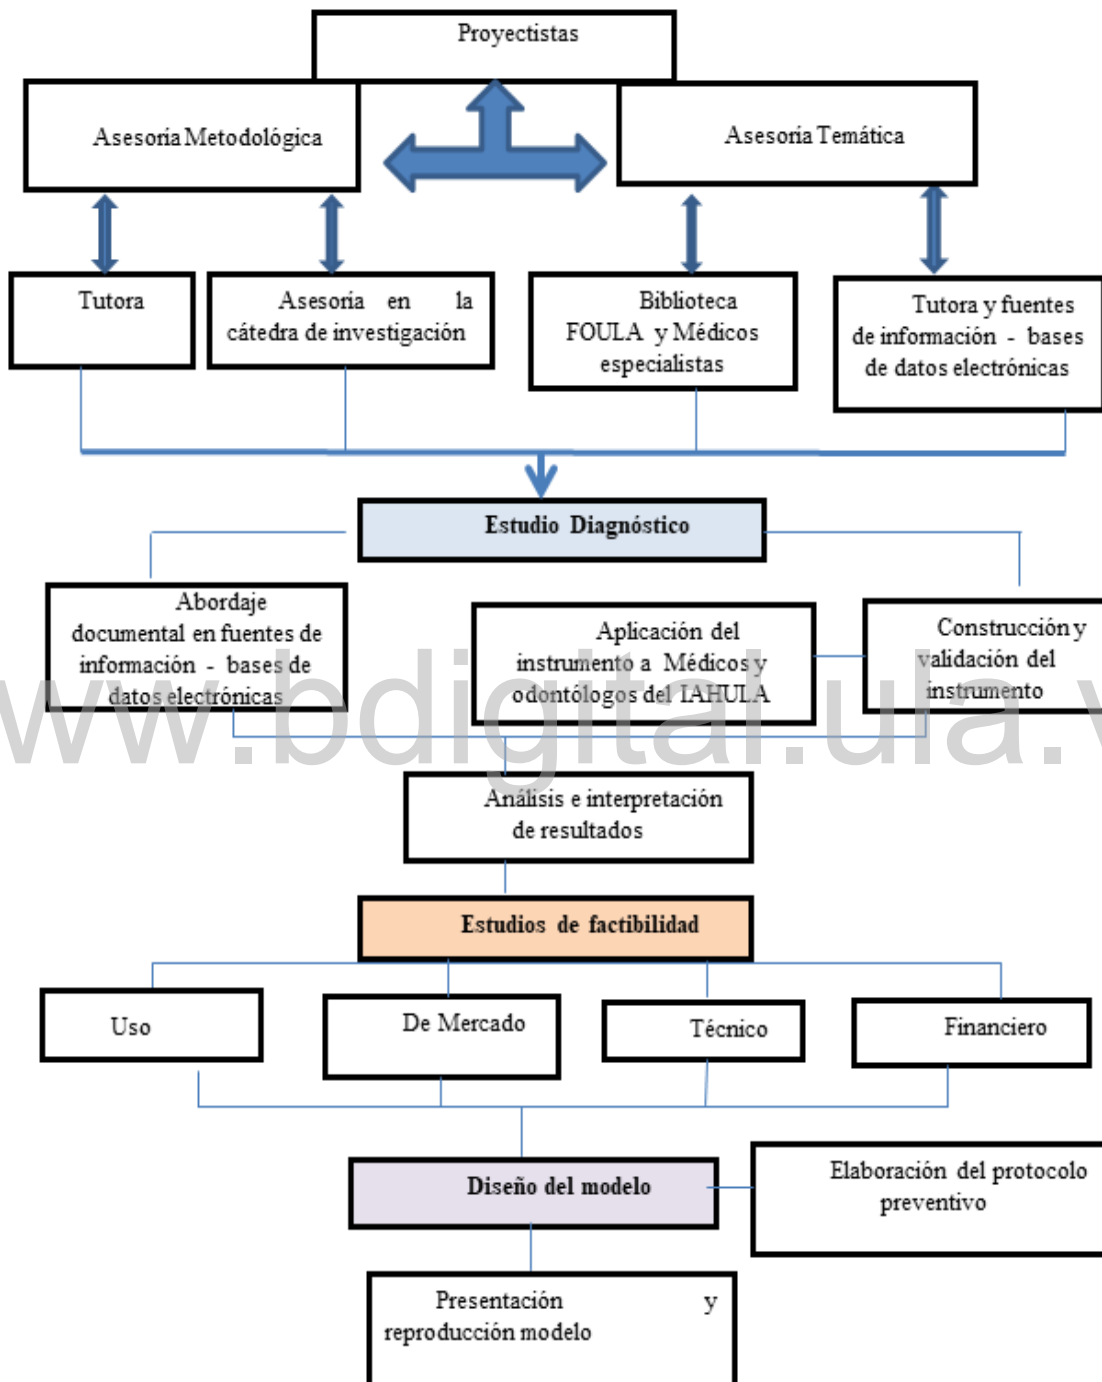 Proyectistas
Asesoría Metodológica
Asesoría Temática
Tutora
Asesoría en la
cátedra de investigación
Biblioteca
FOULA y Médicos
especialistas
Tutora y fuentes
de información - bases
de datos electrónicas
Estudio Diagnóstico
Abordaje
documental en fuentes de
información - bases de
datos electrónicas
Aplicación del
instrumento a Médicos y
odontólogos del IAHULA
Construcción y
validación del
instrumento
www.bdigital.ula.v
Análisis e interpretación
de resultados
Estudios de factibilidad
Uso
De Mercado
Técnico
Financiero
Diseño del modelo
Elaboración del protocolo
preventivo
Presentación y
reproducción modelo